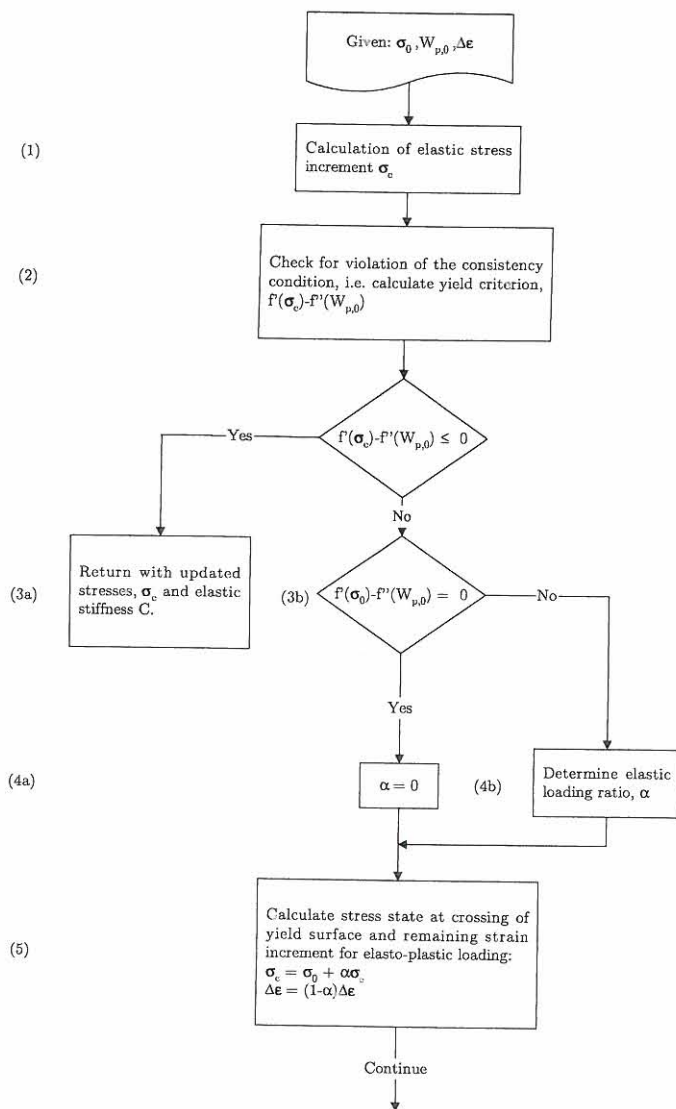 Given: σ₀ ,Wₚ,₀ ,Δε
(1)
Calculation of elastic stress
increment σₑ
(2)
Check for violation of the consistency
condition, i.e. calculate yield criterion,
f'(σₑ)-f''(Wₚ,₀)
f'(σₑ)-f''(Wₚ,₀) ≤ 0
Yes
No
(3a)
Return with updated
stresses, σₑ and elastic
stiffness C.
(3b)
f'(σ₀)-f''(Wₚ,₀) = 0
No
Yes
(4a)
α = 0
(4b)
Determine elastic
loading ratio, α
(5)
Calculate stress state at crossing of
yield surface and remaining strain
increment for elasto-plastic loading:
σₑ = σ₀ + ασₑ
Δε = (1-α)Δε
Continue